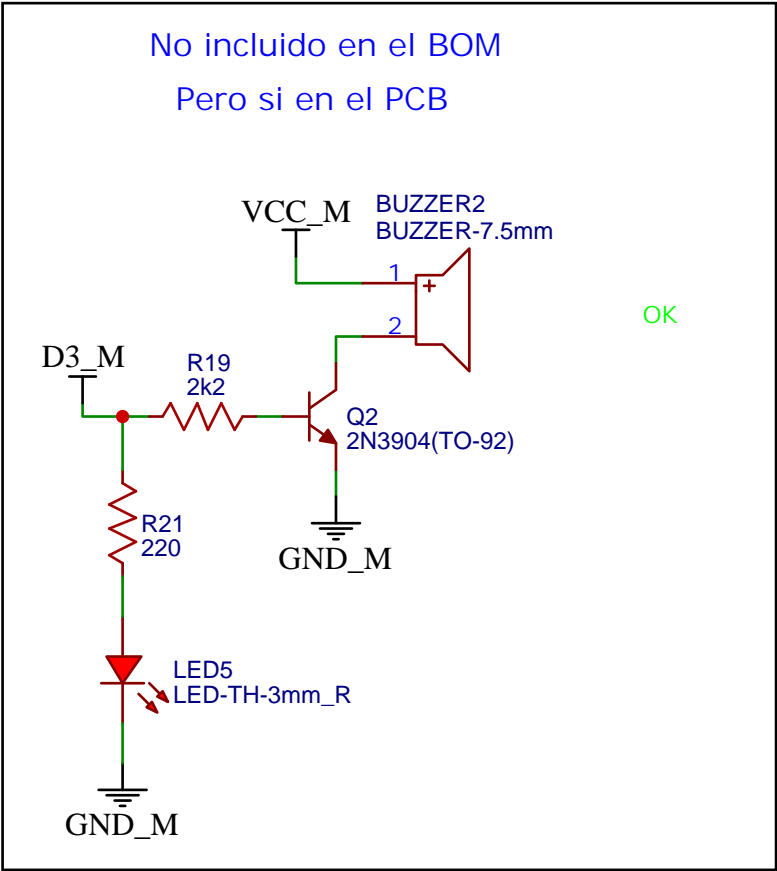 No incluido en el BOM
Pero si en el PCB
VCC_M
BUZZER2
BUZZER-7.5mm
1
+
2
OK
D3_M
R19
2k2
Q2
2N3904(TO-92)
R21
220
GND_M
LED5
LED-TH-3mm_R
GND_M